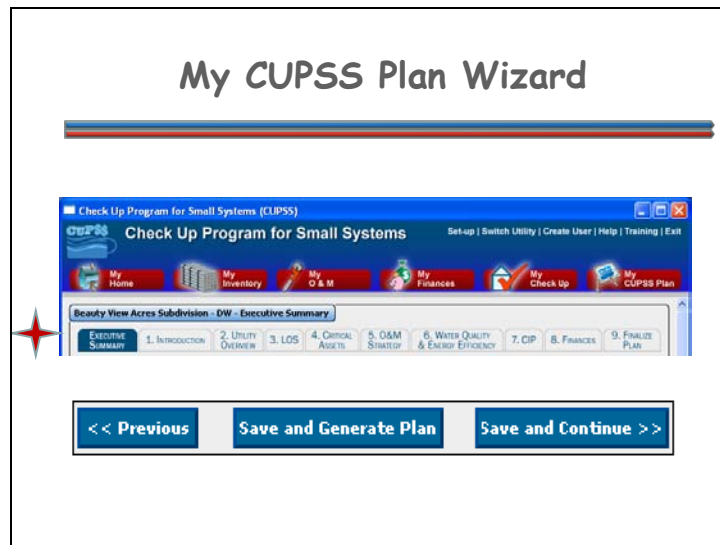 My CUPSS Plan Wizard
Check Up Program for Small Systems (CUPSS)
CUPSS Check Up Program for Small Systems Set-up | Switch Utility | Create User | Help | Training | Exit
My Home My Inventory My O & M My Finances My Check Up My CUPSS Plan
Beauty View Acres Subdivision - DW - Executive Summary
Executive Summary 1. Introduction 2. Utility Overview 3. LOS 4. Critical Assets 5. O&M Strategy 6. Water Quality & Energy Efficiency 7. CIP 8. Finances 9. Finalize Plan
<< Previous Save and Generate Plan Save and Continue >>